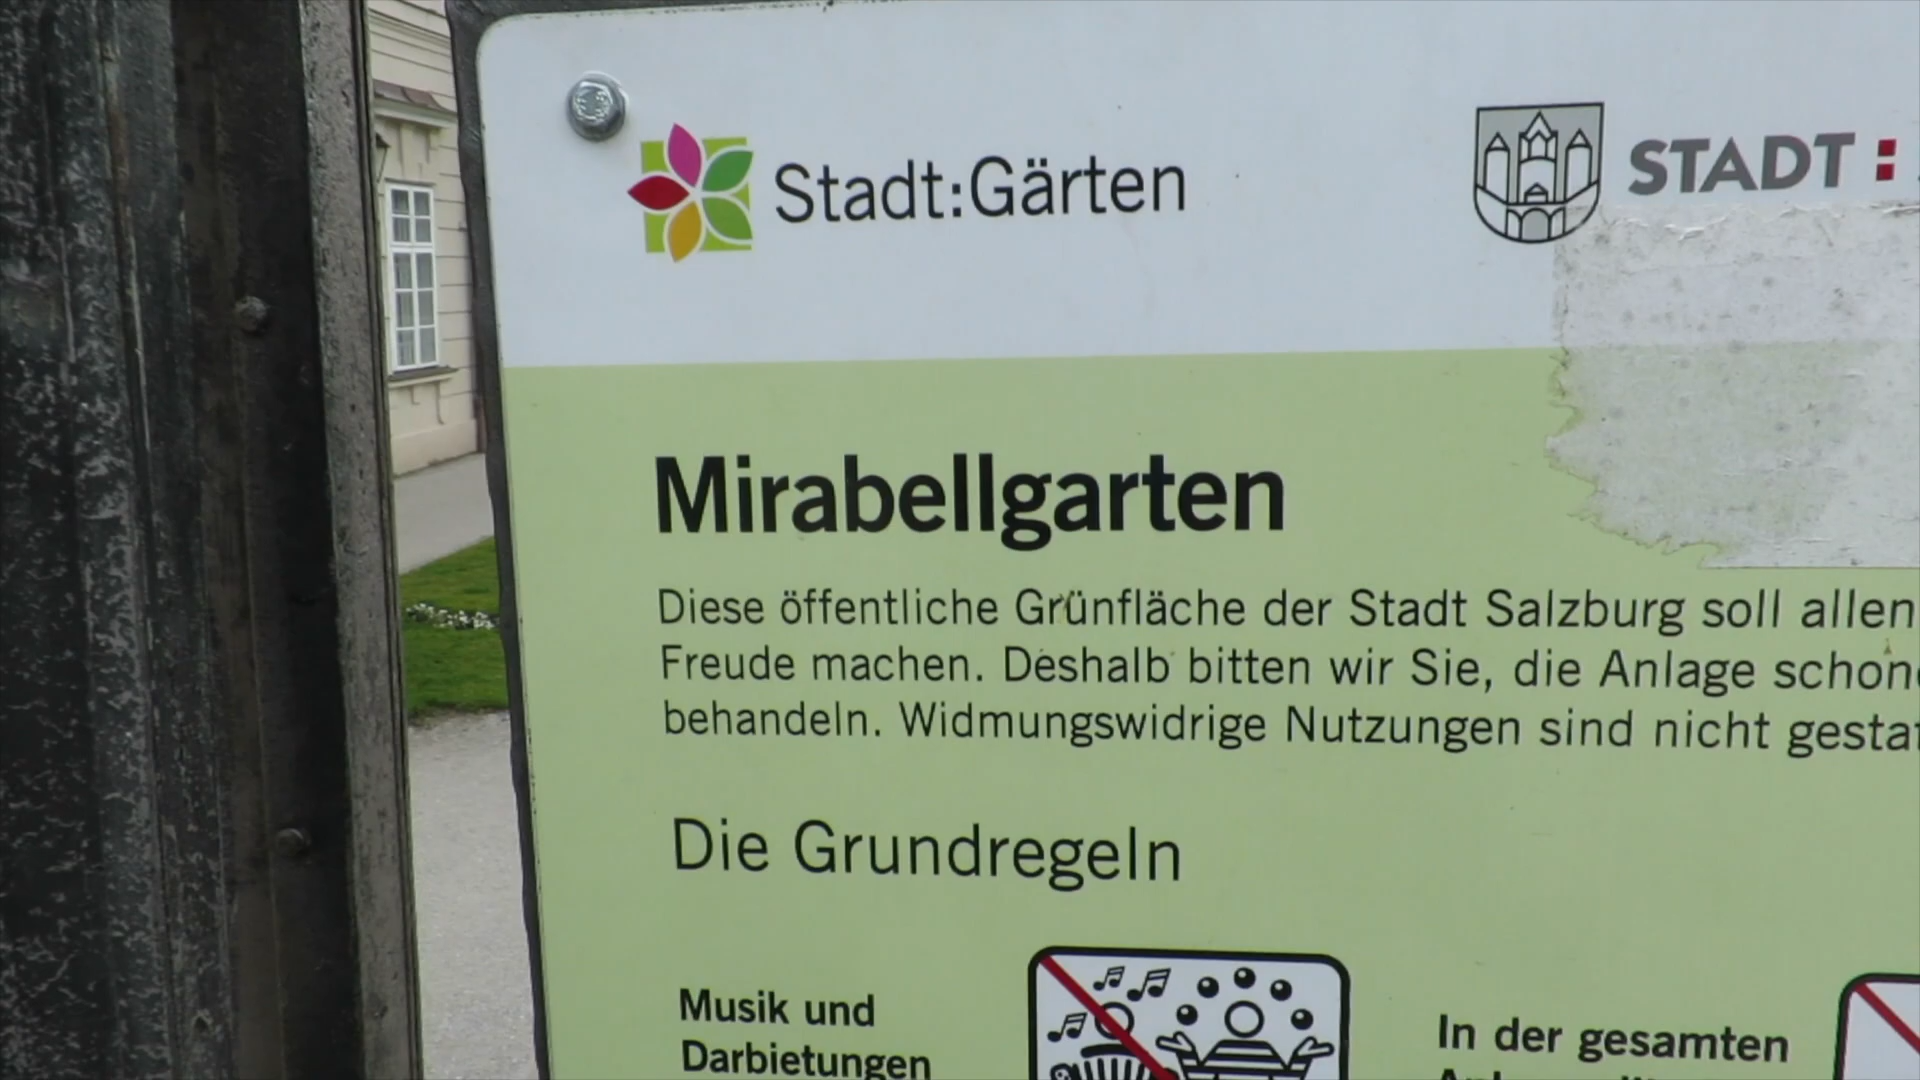 Stadt:Gärten
STADT:
Mirabellgarten
Diese öffentliche Grünfläche der Stadt Salzburg soll allen
Freude machen. Deshalb bitten wir Sie, die Anlage
behandeln. Widmungswidrige Nutzungen sind nicht
Die Grundregeln
Musik und
Darbietungen
In der gesamten